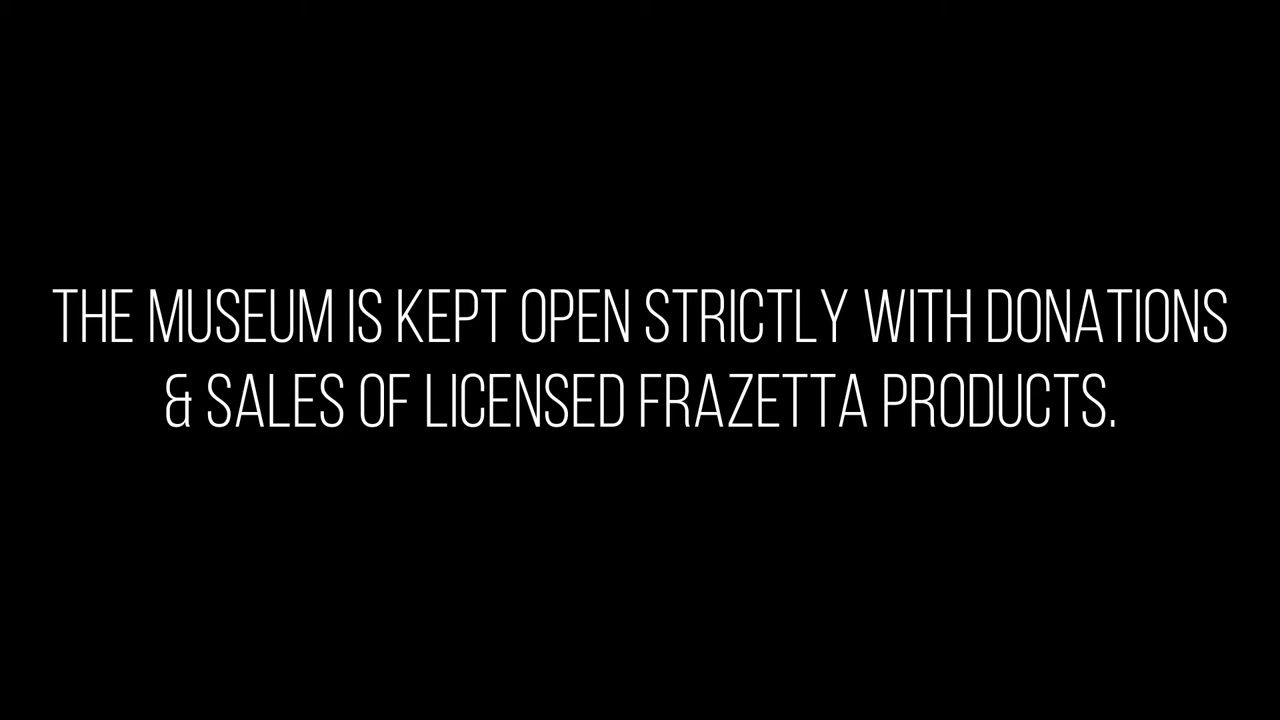 THE MUSEUM IS KEPT OPEN STRICTLY WITH DONATIONS
& SALES OF LICENSED FRAZETTA PRODUCTS.